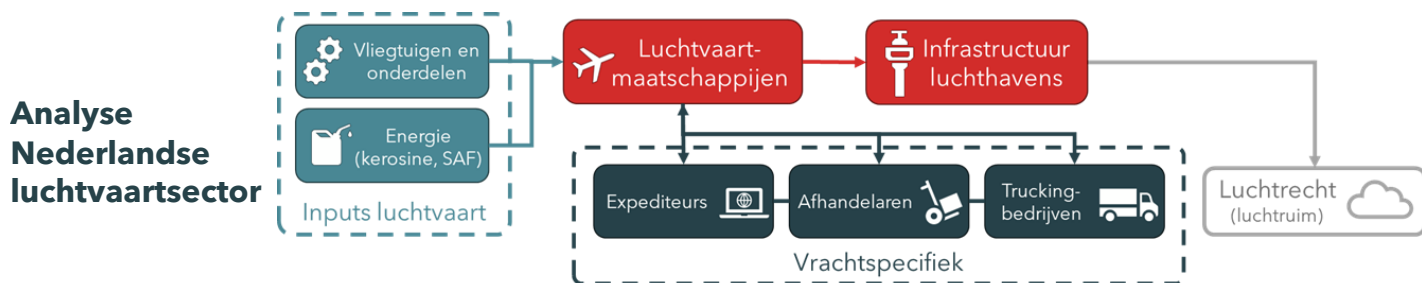 Analyse
Nederlandse
luchtvaartsector
Vliegtuigen en
onderdelen
Energie
(kerosine, SAF)
Inputs luchtvaart
Luchtvaart-
maatschappijen
Infrastructuur
luchthavens
Expediteurs
Afhandelaren
Trucking-
bedrijven
Vrachtspecifiek
Luchtrecht
(luchtruim)